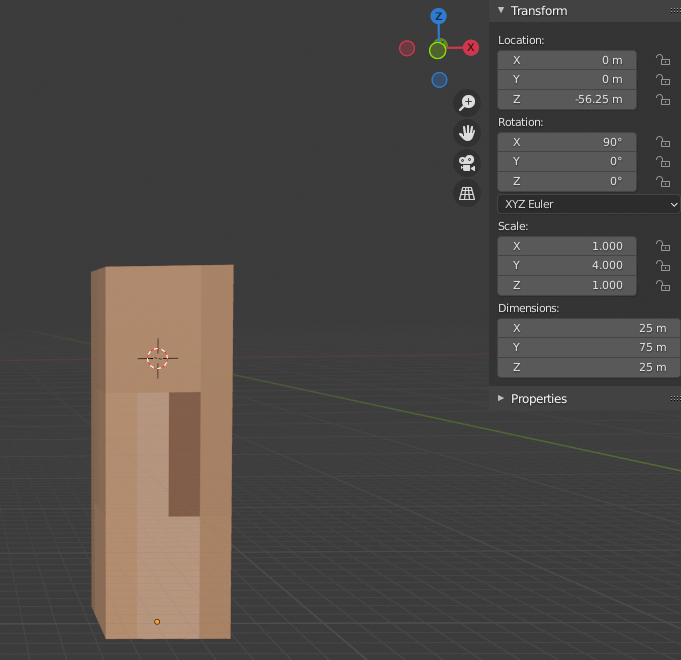 Z
X
Transform
Location:
X 0 m
Y 0 m
Z -56.25 m
Rotation:
X 90°
Y 0°
Z 0°
XYZ Euler
Scale:
X 1.000
Y 4.000
Z 1.000
Dimensions:
X 25 m
Y 75 m
Z 25 m
Properties